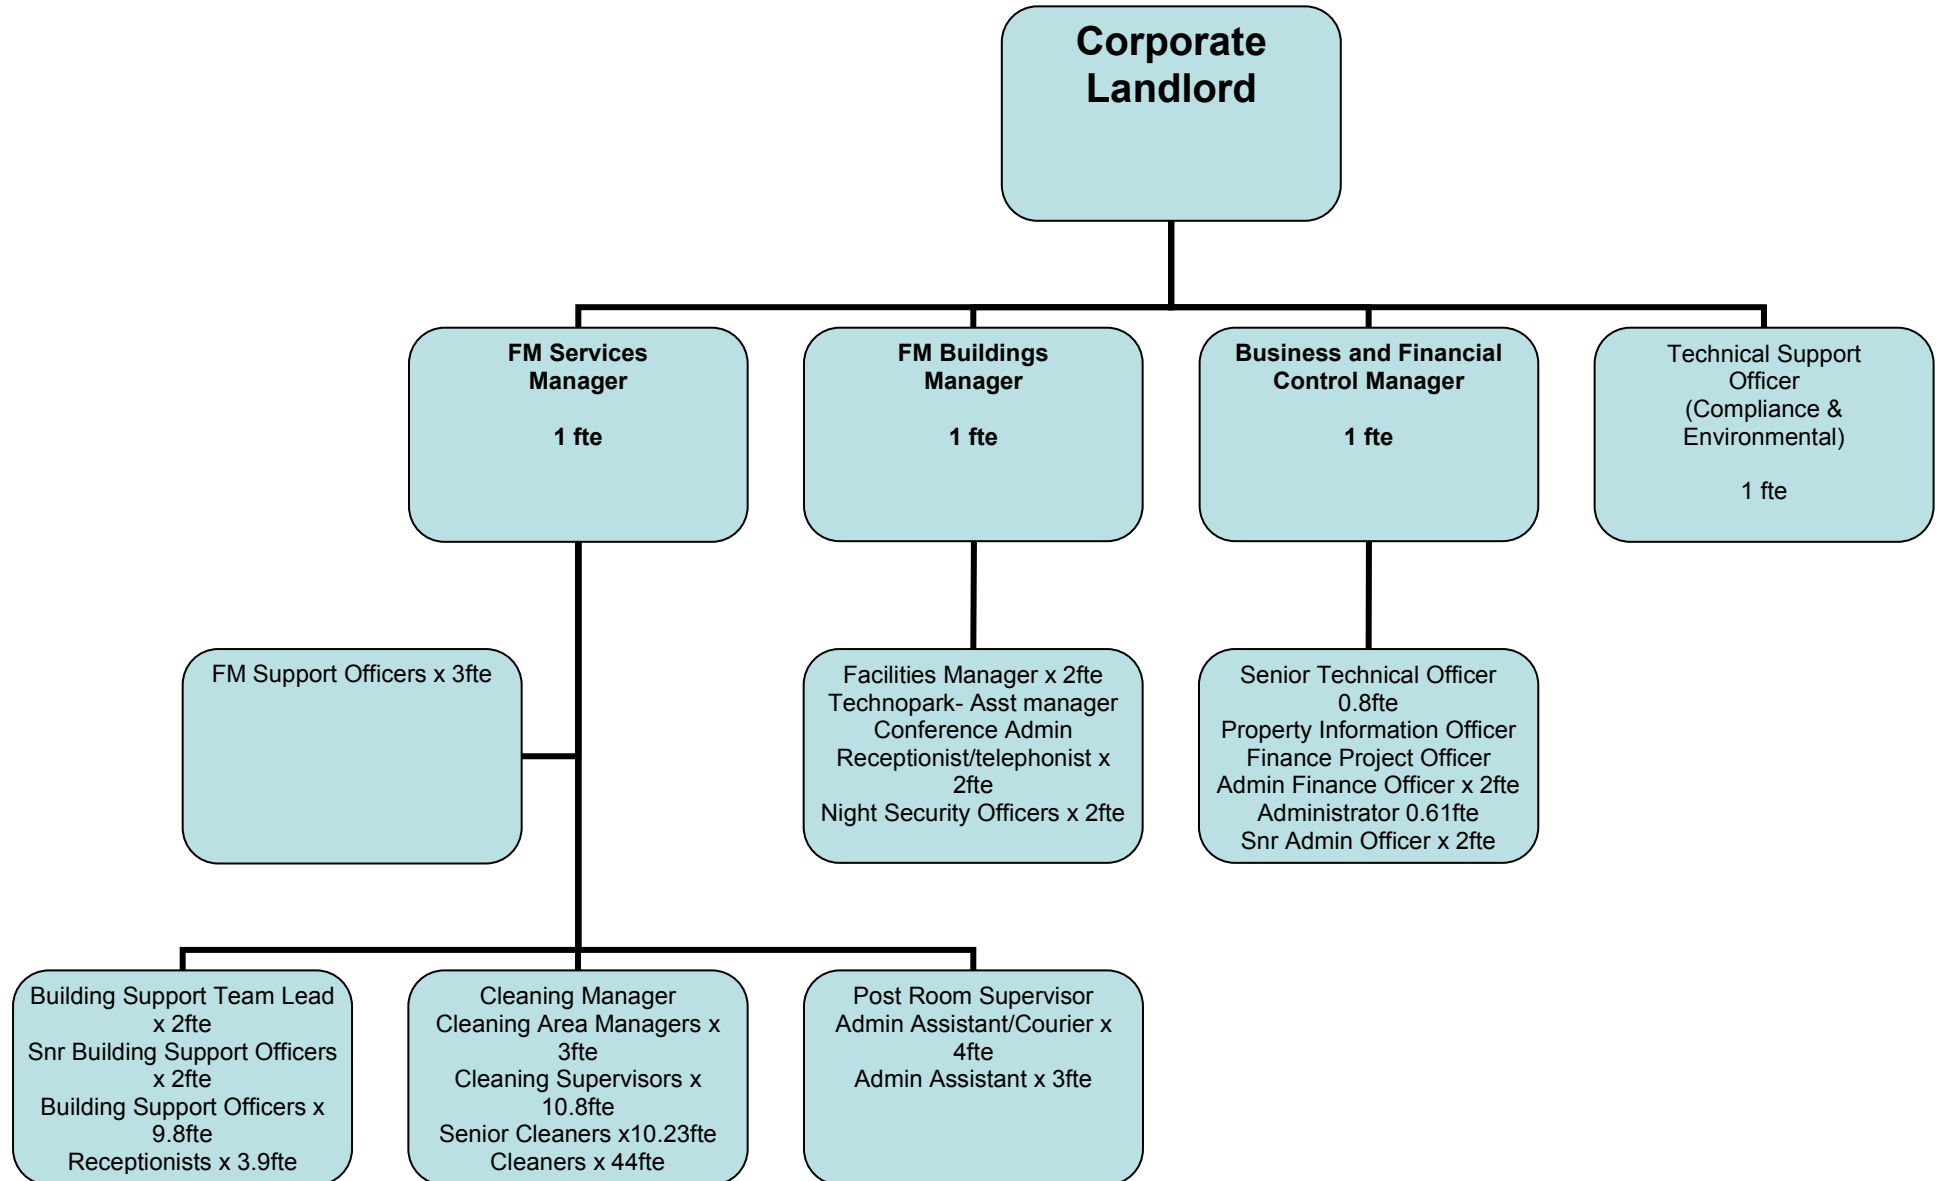 Corporate
Landlord
FM Services
Manager
1 fte
FM Buildings
Manager
1 fte
Business and Financial
Control Manager
1 fte
Technical Support
Officer
(Compliance &
Environmental)
1 fte
FM Support Officers x 3fte
Facilities Manager x 2fte
Technopark- Asst manager
Conference Admin
Receptionist/telephonist x
2fte
Night Security Officers x 2fte
Senior Technical Officer
0.8fte
Property Information Officer
Finance Project Officer
Admin Finance Officer x 2fte
Administrator 0.61fte
Snr Admin Officer x 2fte
Building Support Team Lead
x 2fte
Snr Building Support Officers
x 2fte
Building Support Officers x
9.8fte
Receptionists x 3.9fte
Cleaning Manager
Cleaning Area Managers x
3fte
Cleaning Supervisors x
10.8fte
Senior Cleaners x10.23fte
Cleaners x 44fte
Post Room Supervisor
Admin Assistant/Courier x
4fte
Admin Assistant x 3fte